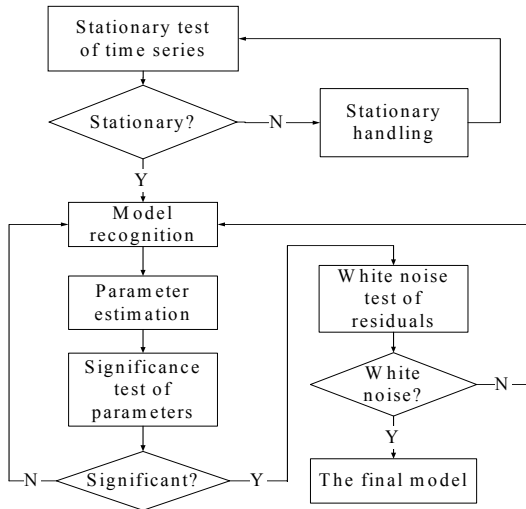 Stationary test
of time series
Stationary?
N
Stationary
handling
Y
Model
recognition
Parameter
estimation
Significance
test of
parameters
Significant?
N
Y
White noise
test of
residuals
White
noise?
N
Y
The final model